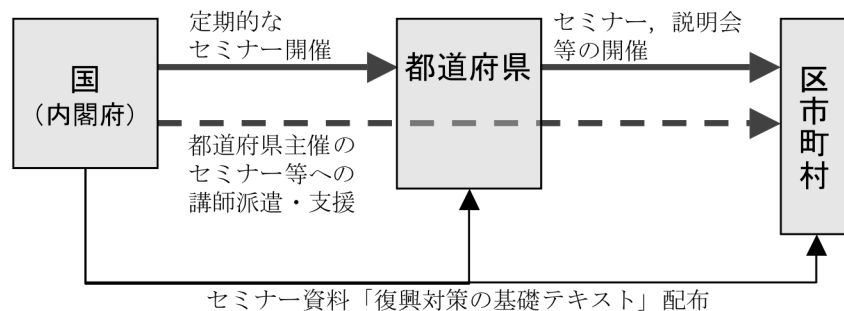 定期的な
セミナー開催
セミナー，説明会
等の開催
国
（内閣府）
都道府県
区市町村
都道府県主催の
セミナー等への
講師派遣・支援
セミナー資料「復興対策の基礎テキスト」配布